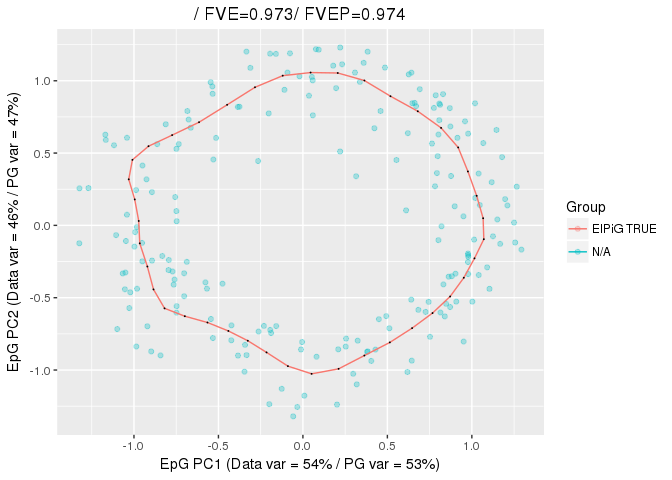 / FVE=0.973/ FVEP=0.974
EpG PC2 (Data var = 46% / PG var = 47%)
1.0
0.5
0.0
-0.5
-1.0
-1.0 -0.5 0.0 0.5 1.0
EpG PC1 (Data var = 54% / PG var = 53%)
Group
ElPiG TRUE
N/A